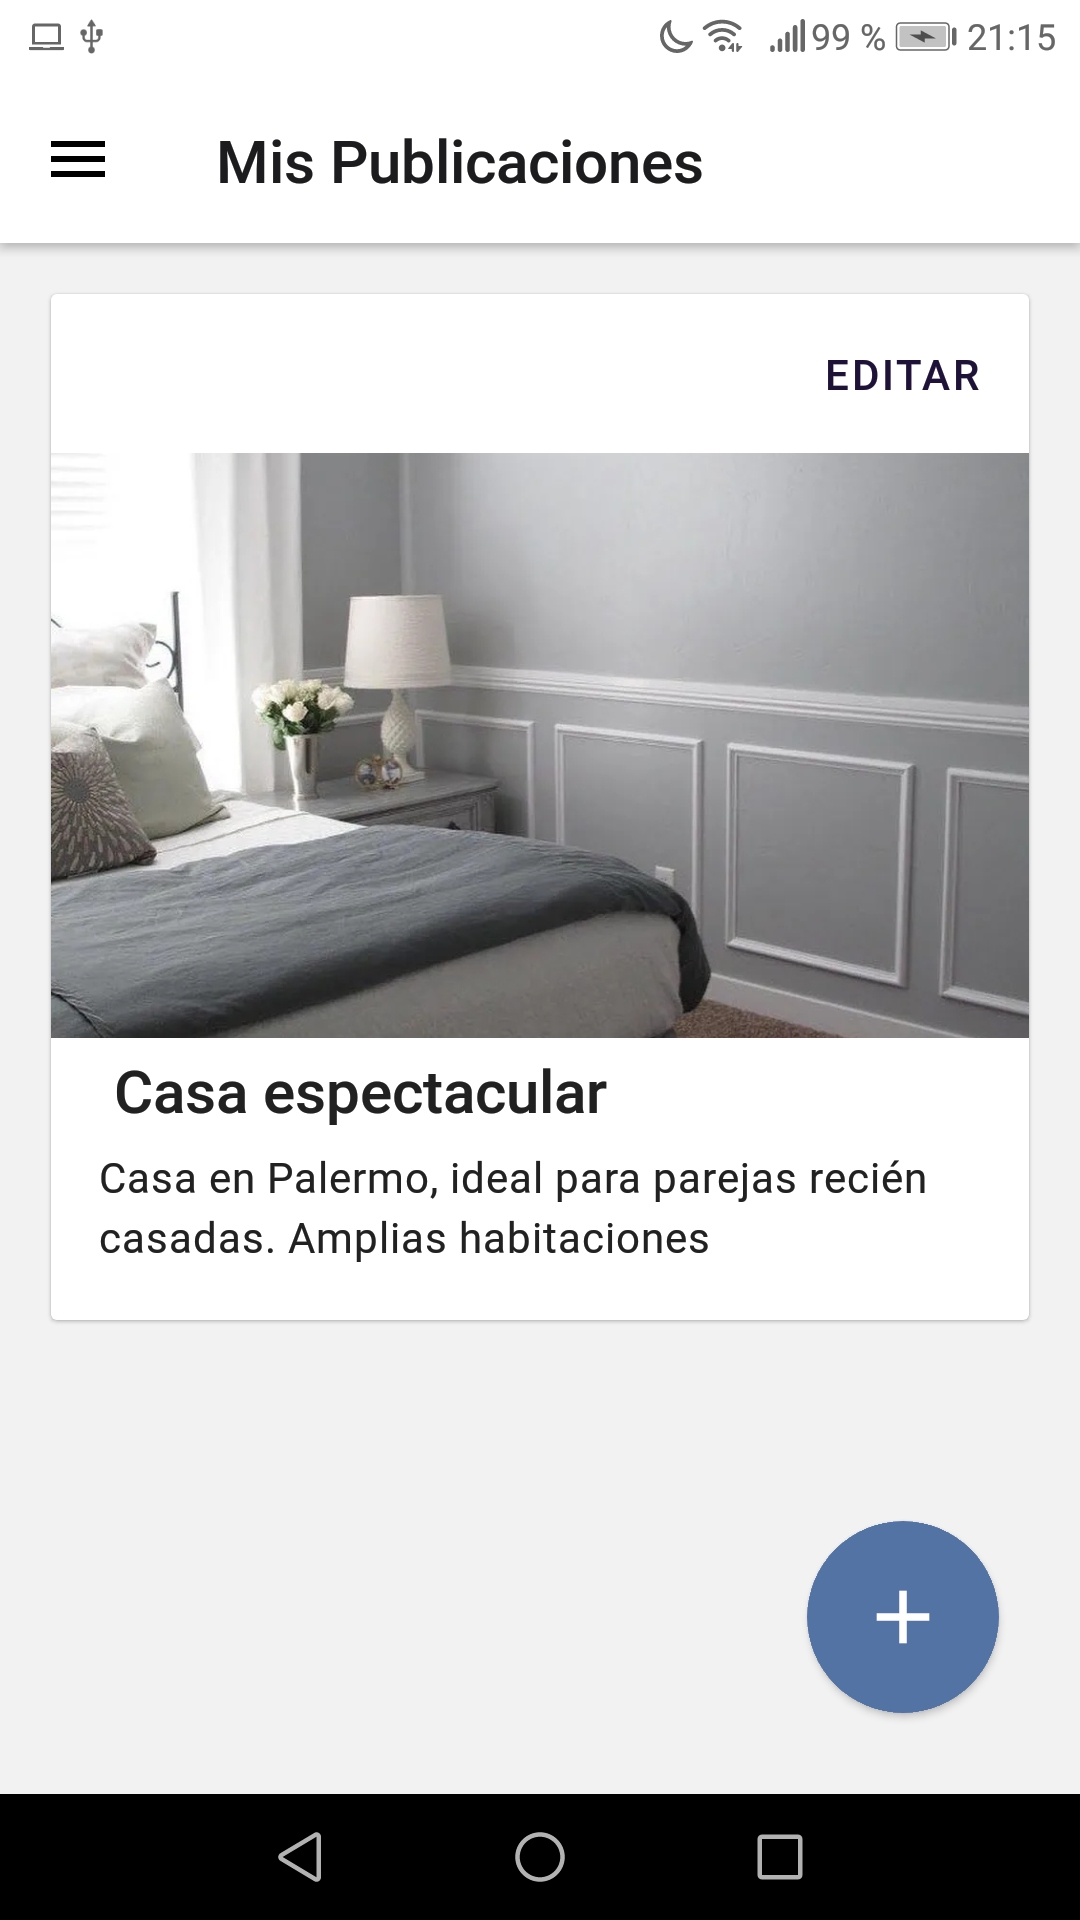 99 % 21:15
Mis Publicaciones
EDITAR
Casa espectacular
Casa en Palermo, ideal para parejas recién
casadas. Amplias habitaciones